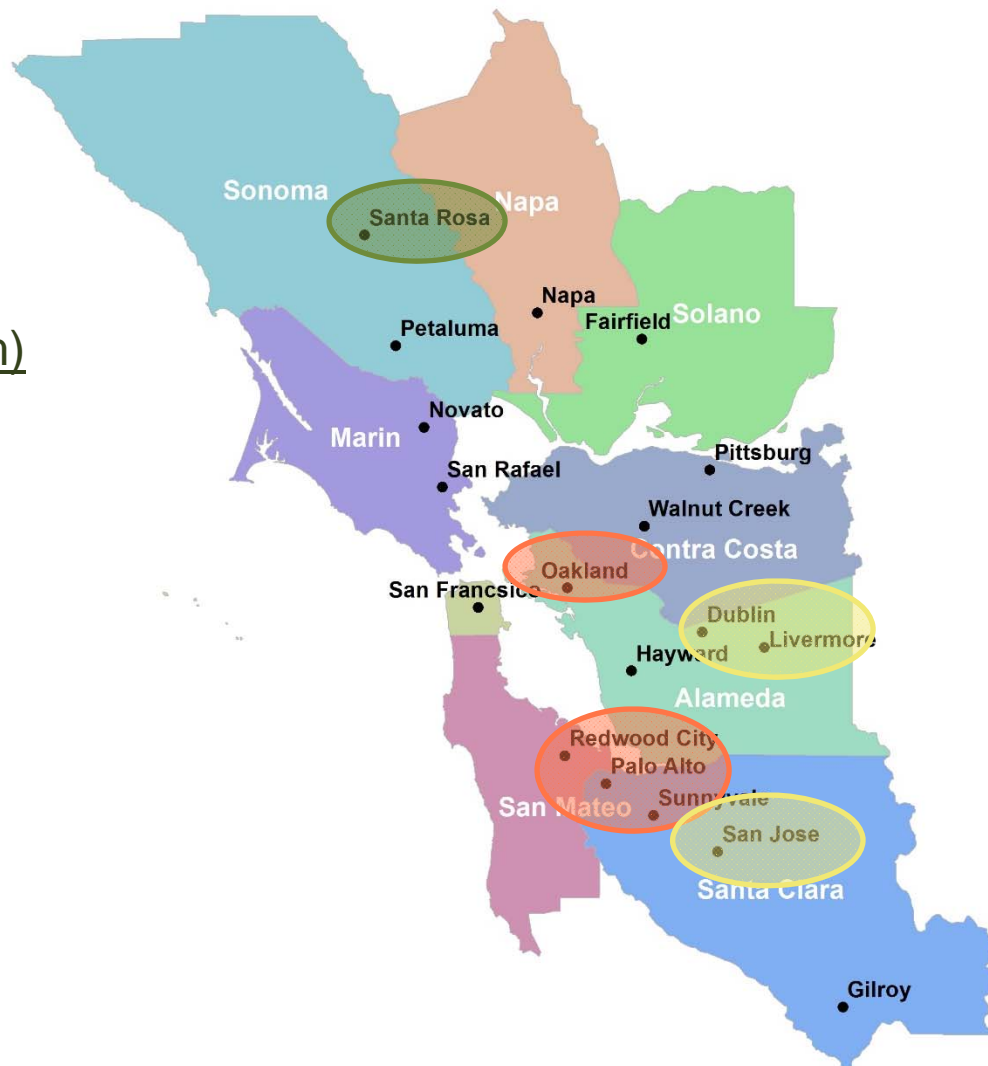 Sonoma
Santa Rosa
Napa
Napa
Fairfield
Solano
n)
Petaluma
Novato
Marin
San Rafael
Pittsburg
Walnut Creek
Contra Costa
Oakland
San Francsico
Dublin
Livermore
Hayward
Alameda
Redwood City
Palo Alto
San Mateo
Sunnyvale
San Jose
Santa Clara
Gilroy